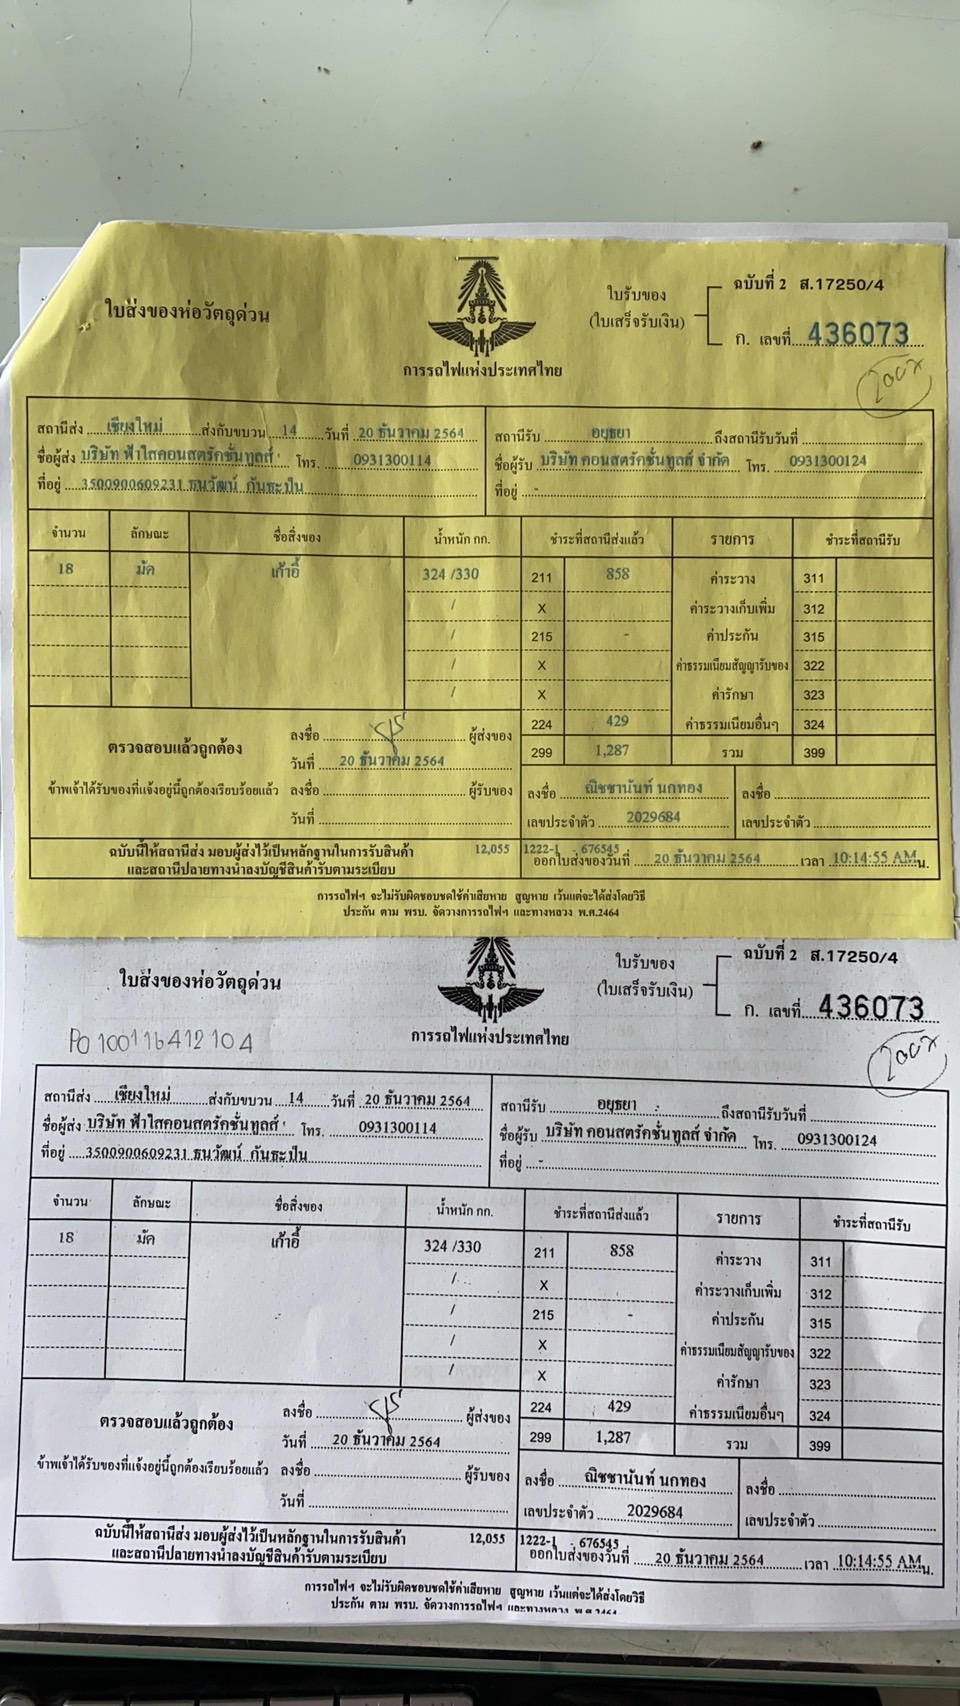 ใบส่งของห่อวัตถุด่วน
ใบรับของ
(ใบเสร็จรับเงิน)
ฉบับที่ 2 ส.17250/4
ก. เลขที่ 436073
การรถไฟแห่งประเทศไทย
สถานีส่ง เชียงใหม่ ส่งกับขบวน 14 วันที่ 20 ธันวาคม 2564
สถานีรับ อยุธยา ถึงสถานีรับวันที่
ชื่อผู้ส่ง บริษัท ฟ้าใสคอนสตรัคชั่นทูลส์ โทร. 0931300114
ชื่อผู้รับ บริษัท คอนสตรัคชั่นทูลส์ จำกัด โทร. 0931300124
ที่อยู่ 3500900609231 ธนวัฒน์ กันธะปัน
ที่อยู่ -
จำนวน ลักษณะ ชื่อสิ่งของ น้ำหนัก กก. ชำระที่สถานีส่งแล้ว รายการ ชำระที่สถานีรับ
18 มัด เก้าอี้ 324 /330 211 858 ค่าระวาง 311
/ X ค่าระวางเก็บเพิ่ม 312
/ 215 - ค่าประกัน 315
/ X ค่าธรรมเนียมสัญญารับของ 322
/ X ค่ารักษา 323
224 429 ค่าธรรมเนียมอื่นๆ 324
299 1,287 รวม 399
ตรวจสอบแล้วถูกต้อง
ลงชื่อ ผู้ส่งของ
วันที่ 20 ธันวาคม 2564
ข้าพเจ้าได้รับของที่แจ้งอยู่นี้ถูกต้องเรียบร้อยแล้ว ลงชื่อ ผู้รับของ
วันที่
ลงชื่อ ณิชชานันท์ นกทอง
เลขประจำตัว 2029684
ลงชื่อ
เลขประจำตัว
ฉบับนี้ให้สถานีส่ง มอบผู้ส่งไว้เป็นหลักฐานในการรับสินค้า
และสถานีปลายทางนำลงบัญชีสินค้ารับตามระเบียบ
12,055 1222-1 - 676545
ออกใบส่งของวันที่ 20 ธันวาคม 2564 เวลา 10:14:55 AM น.
การรถไฟฯ จะไม่รับผิดชอบชดใช้ค่าเสียหาย สูญหาย เว้นแต่จะได้ส่งโดยวิธี
ประกัน ตาม พรบ. จัดวางการรถไฟฯ และทางหลวง พ.ศ.2464
ใบส่งของห่อวัตถุด่วน
ใบรับของ
(ใบเสร็จรับเงิน)
ฉบับที่ 2 ส.17250/4
ก. เลขที่ 436073
PO 100116412104
การรถไฟแห่งประเทศไทย
สถานีส่ง เชียงใหม่ ส่งกับขบวน 14 วันที่ 20 ธันวาคม 2564
สถานีรับ อยุธยา ถึงสถานีรับวันที่
ชื่อผู้ส่ง บริษัท ฟ้าใสคอนสตรัคชั่นทูลส์ โทร. 0931300114
ชื่อผู้รับ บริษัท คอนสตรัคชั่นทูลส์ จำกัด โทร. 0931300124
ที่อยู่ 3500900609231 ธนวัฒน์ กันธะปัน
ที่อยู่ -
จำนวน ลักษณะ ชื่อสิ่งของ น้ำหนัก กก. ชำระที่สถานีส่งแล้ว รายการ ชำระที่สถานีรับ
18 มัด เก้าอี้ 324 /330 211 858 ค่าระวาง 311
/ X ค่าระวางเก็บเพิ่ม 312
/ 215 - ค่าประกัน 315
/ X ค่าธรรมเนียมสัญญารับของ 322
/ X ค่ารักษา 323
224 429 ค่าธรรมเนียมอื่นๆ 324
299 1,287 รวม 399
ตรวจสอบแล้วถูกต้อง
ลงชื่อ ผู้ส่งของ
วันที่ 20 ธันวาคม 2564
ข้าพเจ้าได้รับของที่แจ้งอยู่นี้ถูกต้องเรียบร้อยแล้ว ลงชื่อ ผู้รับของ
วันที่
ลงชื่อ ณิชชานันท์ นกทอง
เลขประจำตัว 2029684
ลงชื่อ
เลขประจำตัว
ฉบับนี้ให้สถานีส่ง มอบผู้ส่งไว้เป็นหลักฐานในการรับสินค้า
และสถานีปลายทางนำลงบัญชีสินค้ารับตามระเบียบ
12,055 1222-1 - 676545
ออกใบส่งของวันที่ 20 ธันวาคม 2564 เวลา 10:14:55 AM น.
การรถไฟฯ จะไม่รับผิดชอบชดใช้ค่าเสียหาย สูญหาย เว้นแต่จะได้ส่งโดยวิธี
ประกัน ตาม พรบ. จัดวางการรถไฟฯ และทางหลวง พ.ศ.2464